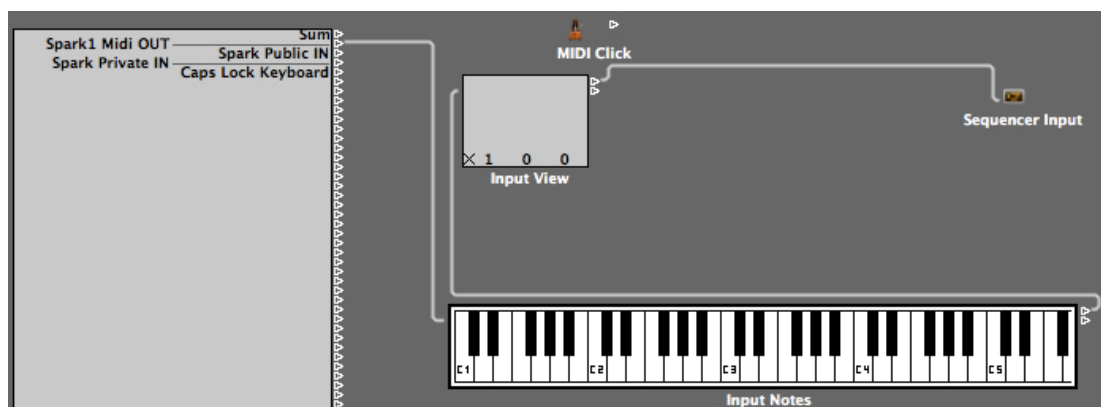 Sum
Spark1 Midi OUT
Spark Public IN
Spark Private IN
Caps Lock Keyboard
MIDI Click
Sequencer Input
1 0 0
Input View
C1 C2 C3 C4 C5
Input Notes